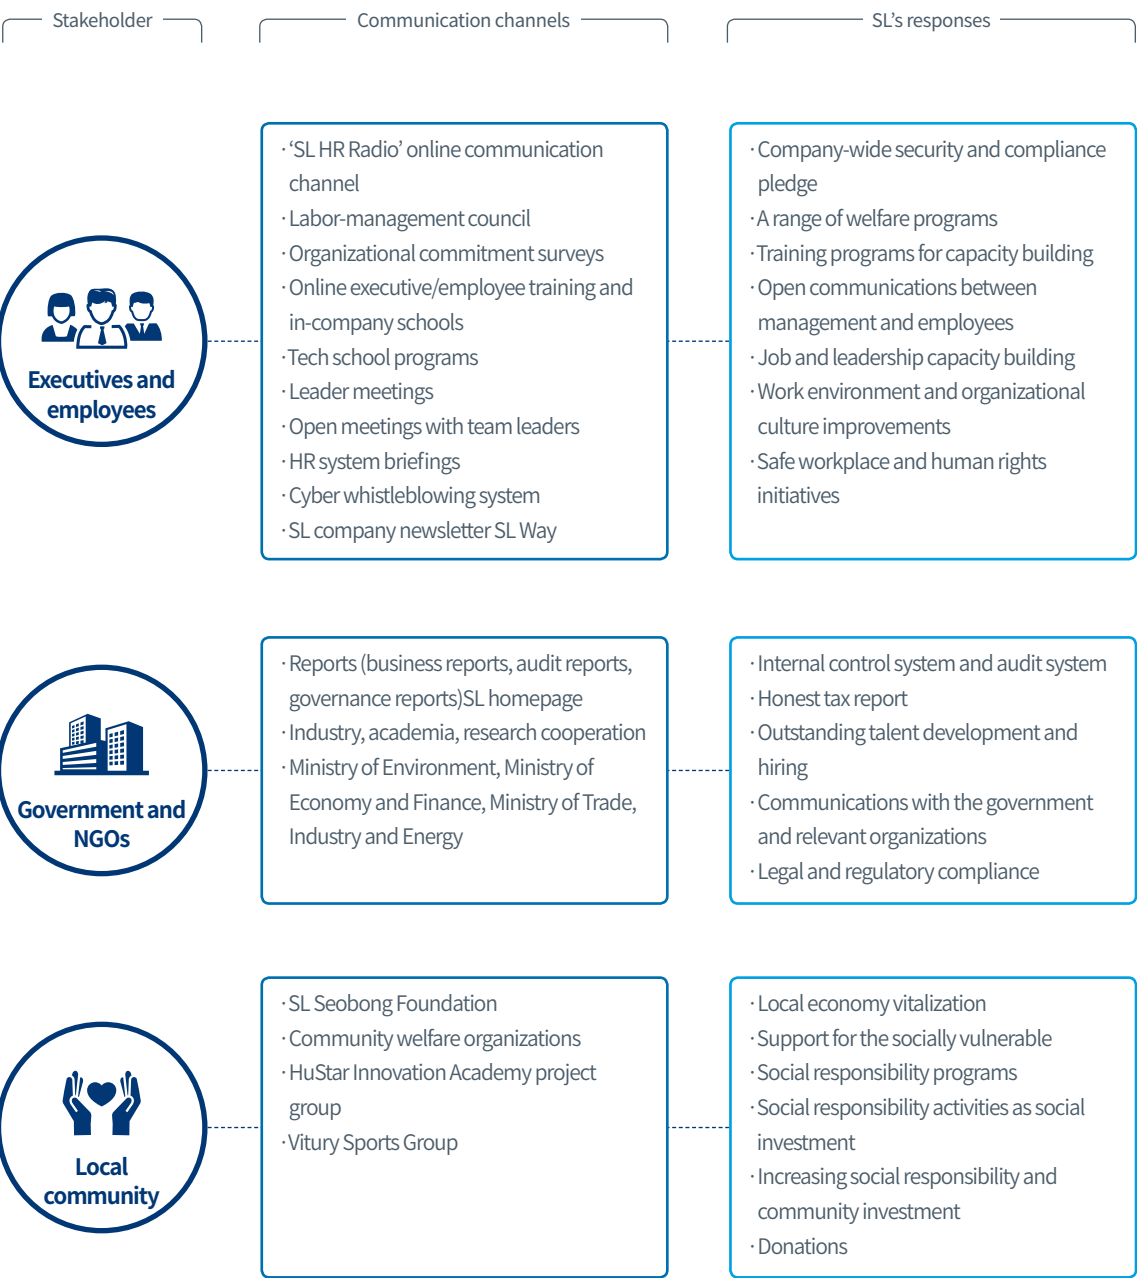 Stakeholder
Communication channels
SL’s responses
Executives and
employees
·‘SL HR Radio’ online communication
channel
·Labor-management council
·Organizational commitment surveys
·Online executive/employee training and
in-company schools
·Tech school programs
·Leader meetings
·Open meetings with team leaders
·HR system briefings
·Cyber whistleblowing system
·SL company newsletter SL Way
·Company-wide security and compliance
pledge
·A range of welfare programs
·Training programs for capacity building
·Open communications between
management and employees
·Job and leadership capacity building
·Work environment and organizational
culture improvements
·Safe workplace and human rights
initiatives
Government and
NGOs
·Reports (business reports, audit reports,
governance reports)SL homepage
·Industry, academia, research cooperation
·Ministry of Environment, Ministry of
Economy and Finance, Ministry of Trade,
Industry and Energy
·Internal control system and audit system
·Honest tax report
·Outstanding talent development and
hiring
·Communications with the government
and relevant organizations
·Legal and regulatory compliance
Local
community
·SL Seobong Foundation
·Community welfare organizations
·HuStar Innovation Academy project
group
·Vitury Sports Group
·Local economy vitalization
·Support for the socially vulnerable
·Social responsibility programs
·Social responsibility activities as social
investment
·Increasing social responsibility and
community investment
·Donations